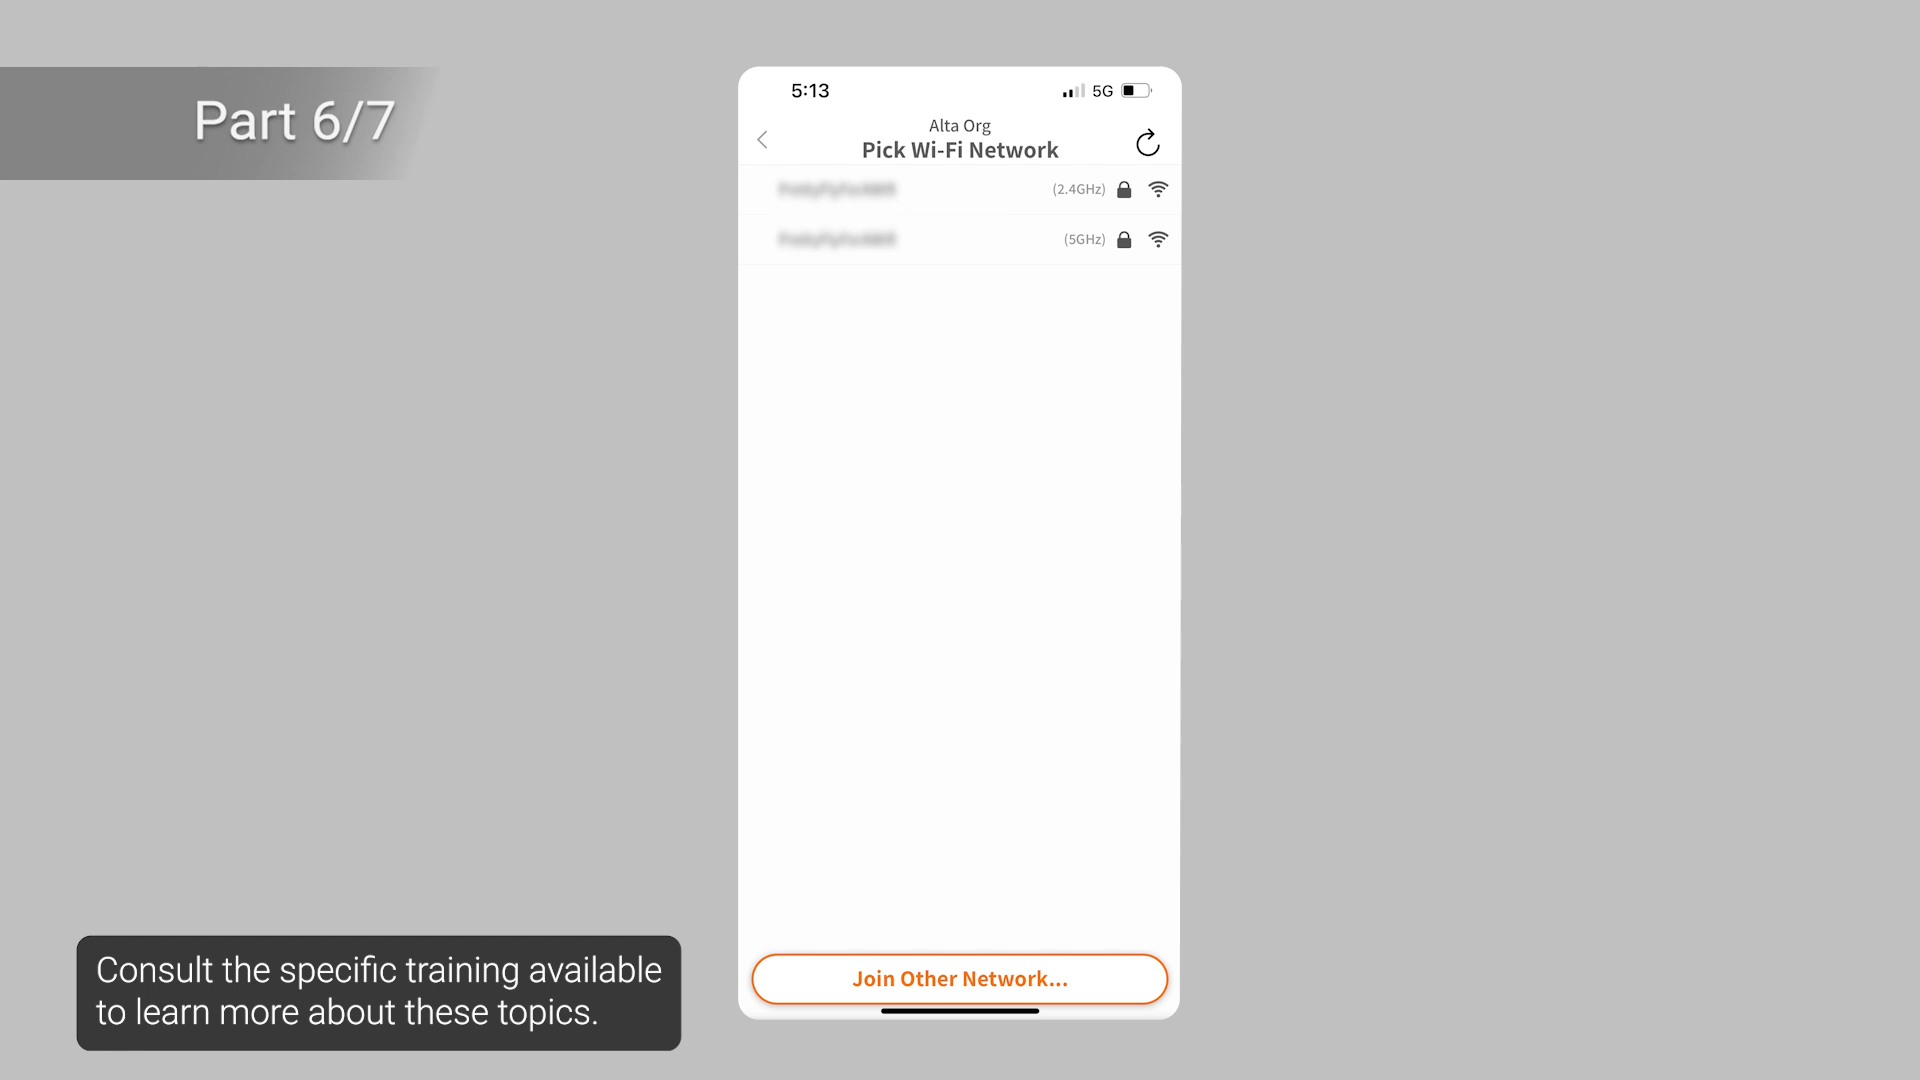 Part 6/7
5:13
5G
Alta Org
Pick Wi-Fi Network
(2.4GHz)
(5GHz)
Join Other Network...
Consult the specific training available
to learn more about these topics.